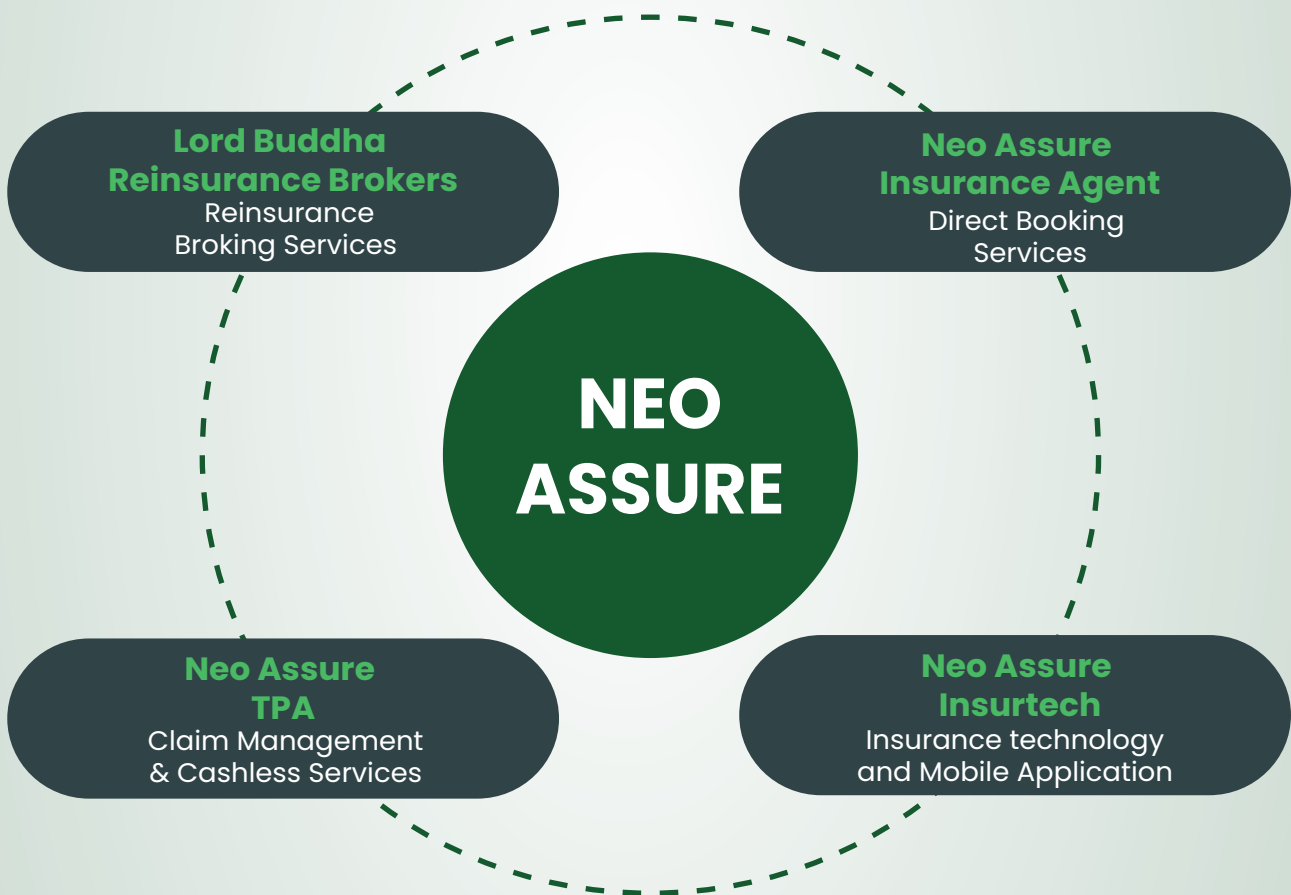 Lord Buddha
Reinsurance Brokers
Reinsurance
Broking Services
Neo Assure
Insurance Agent
Direct Booking
Services
NEO
ASSURE
Neo Assure
TPA
Claim Management
& Cashless Services
Neo Assure
Insurtech
Insurance technology
and Mobile Application